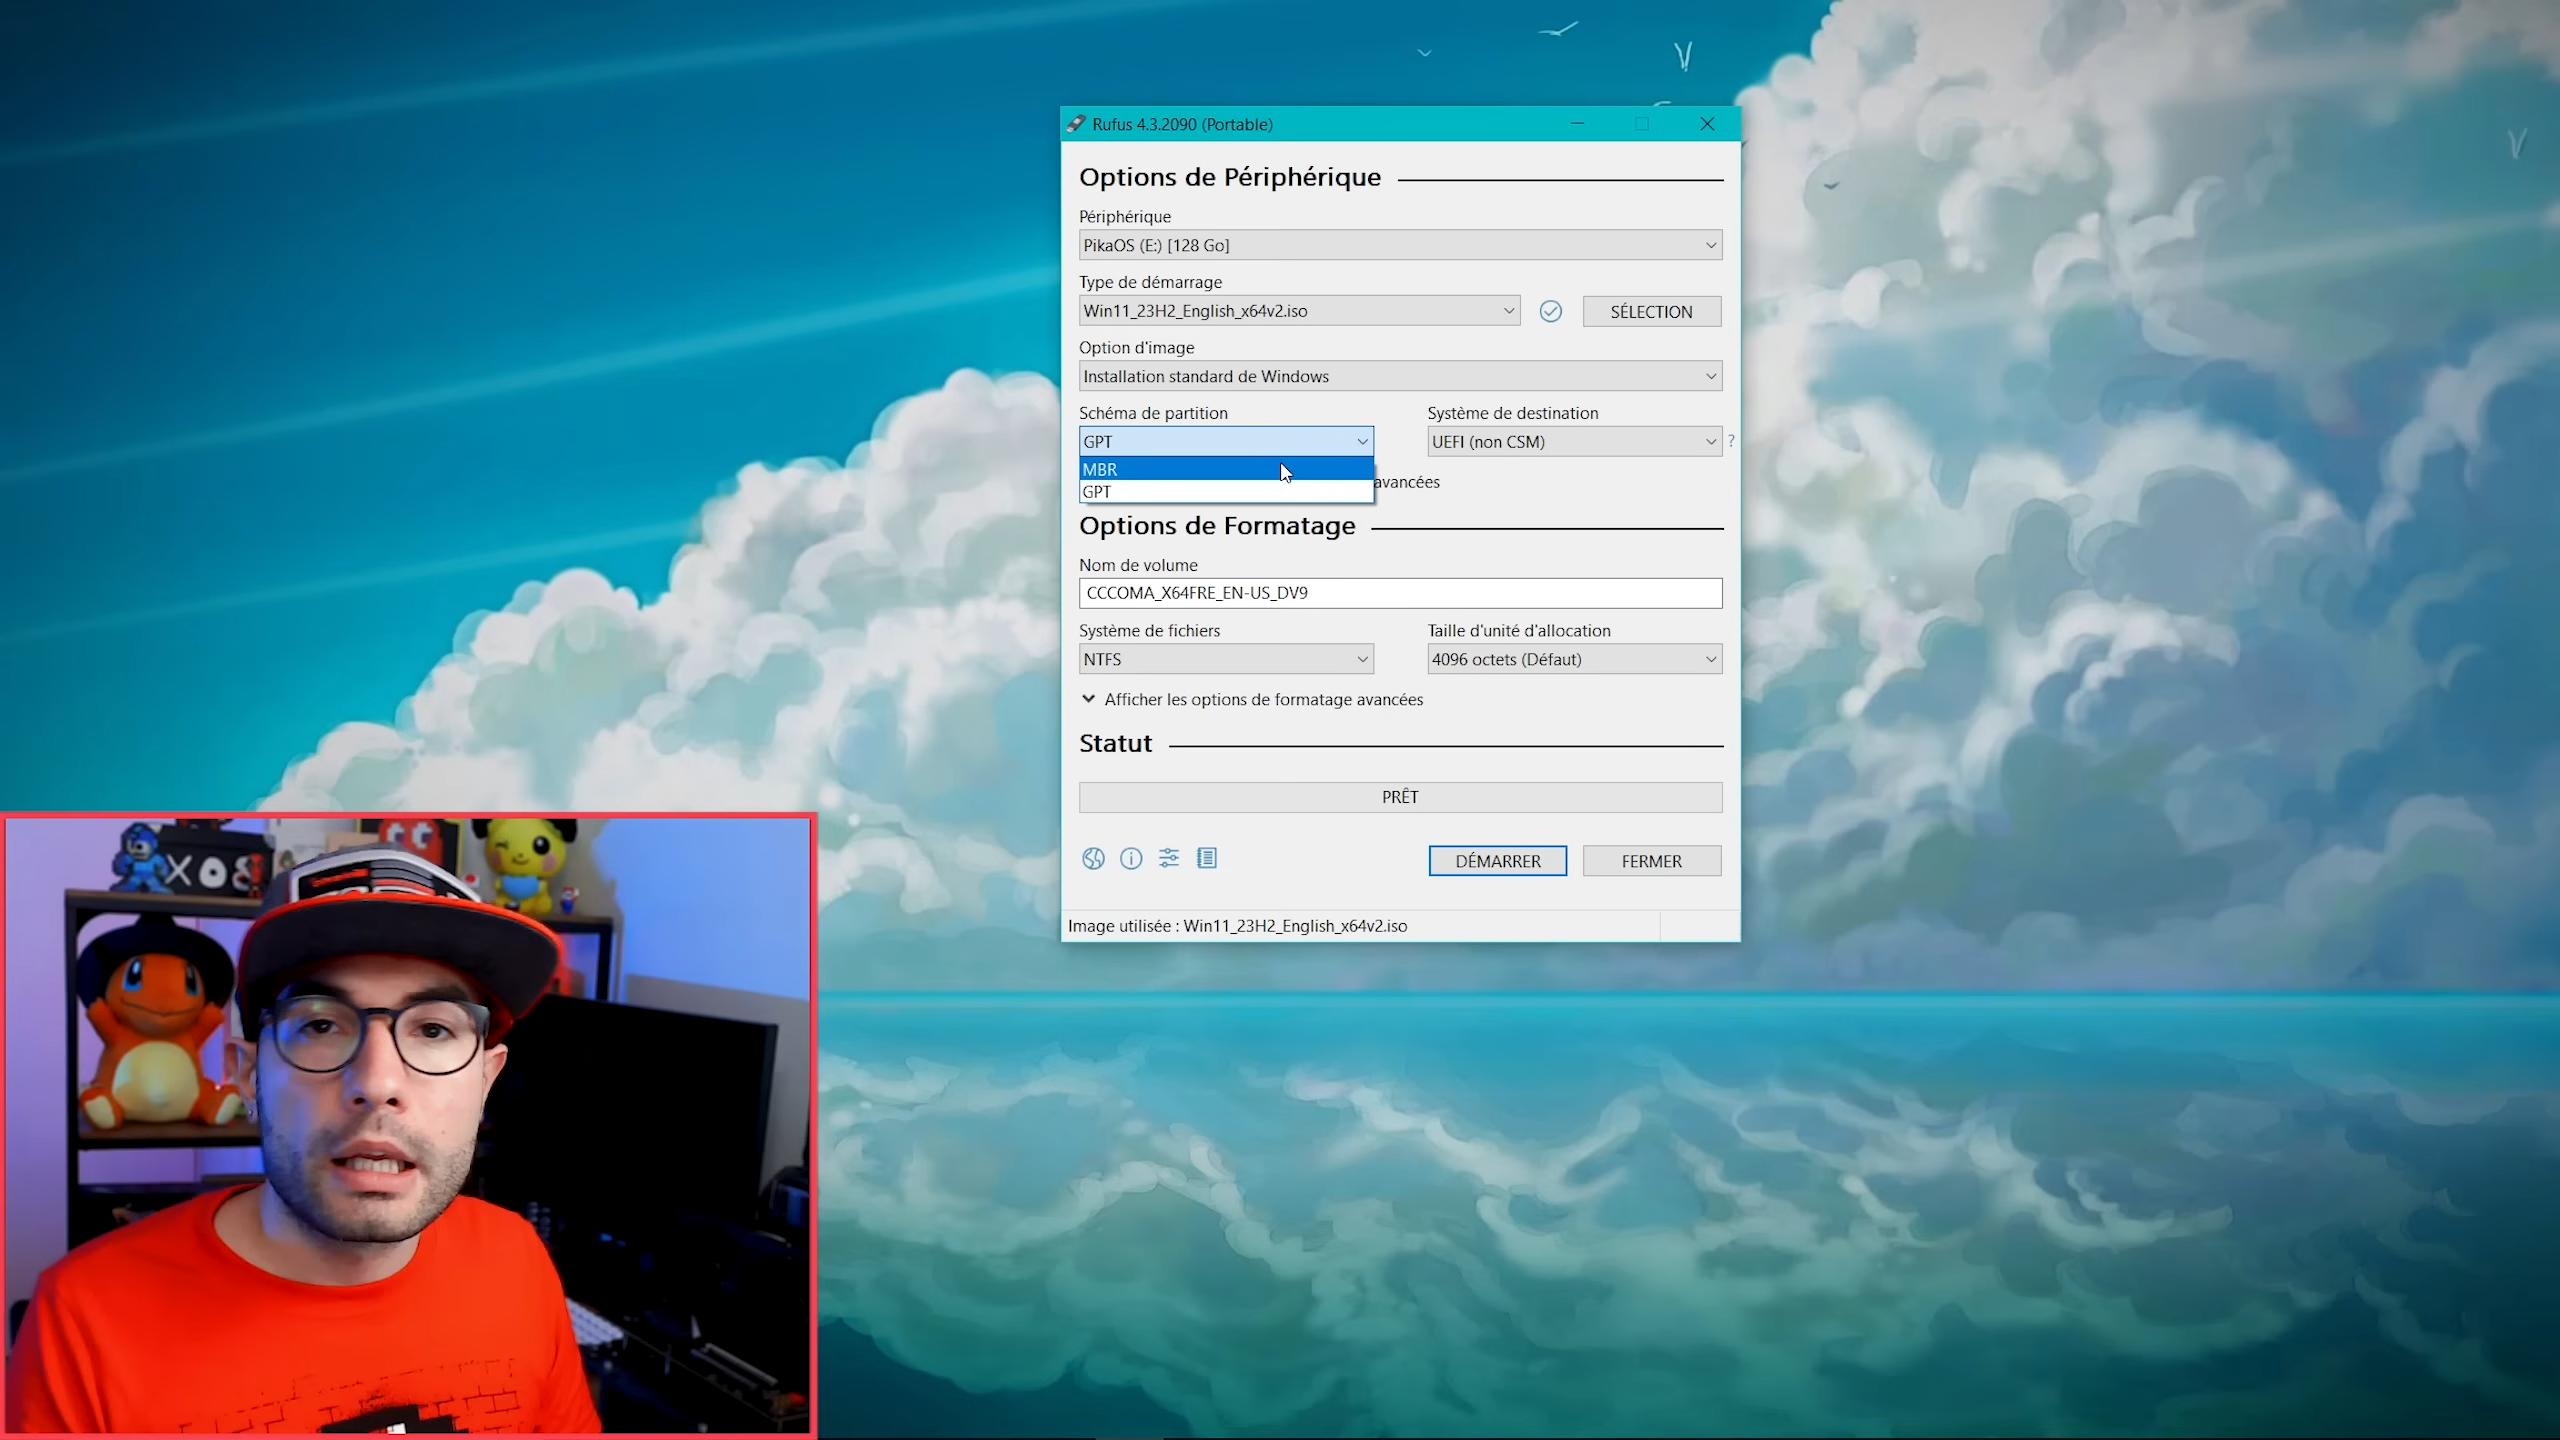 Rufus 4.3.2090 (Portable)
Options de Périphérique
Périphérique
PikaOS (E:) [128 Go]
Type de démarrage
Win11_23H2_English_x64v2.iso
SÉLECTION
Option d'image
Installation standard de Windows
Schéma de partition
Système de destination
GPT
UEFI (non CSM)
?
MBR
GPT
avancées
Options de Formatage
Nom de volume
CCCOMA_X64FRE_EN-US_DV9
Système de fichiers
Taille d'unité d'allocation
NTFS
4096 octets (Défaut)
Afficher les options de formatage avancées
Statut
PRÊT
DÉMARRER
FERMER
Image utilisée : Win11_23H2_English_x64v2.iso